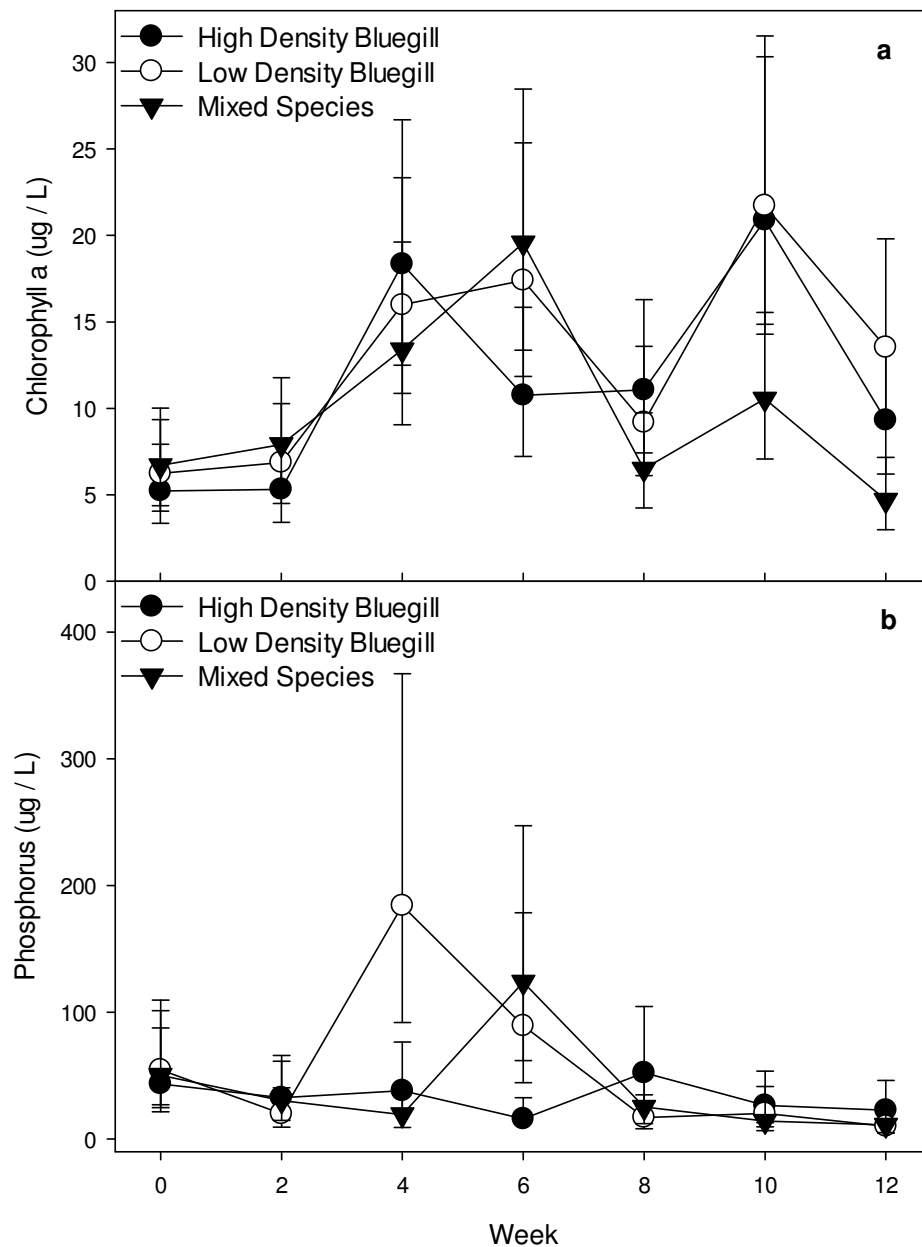 High Density Bluegill
Low Density Bluegill
Mixed Species
a
30
25
20
15
10
5
0
Chlorophyll a (ug / L)
High Density Bluegill
Low Density Bluegill
Mixed Species
b
400
300
200
100
0
Phosphorus (ug / L)
0 2 4 6 8 10 12
Week